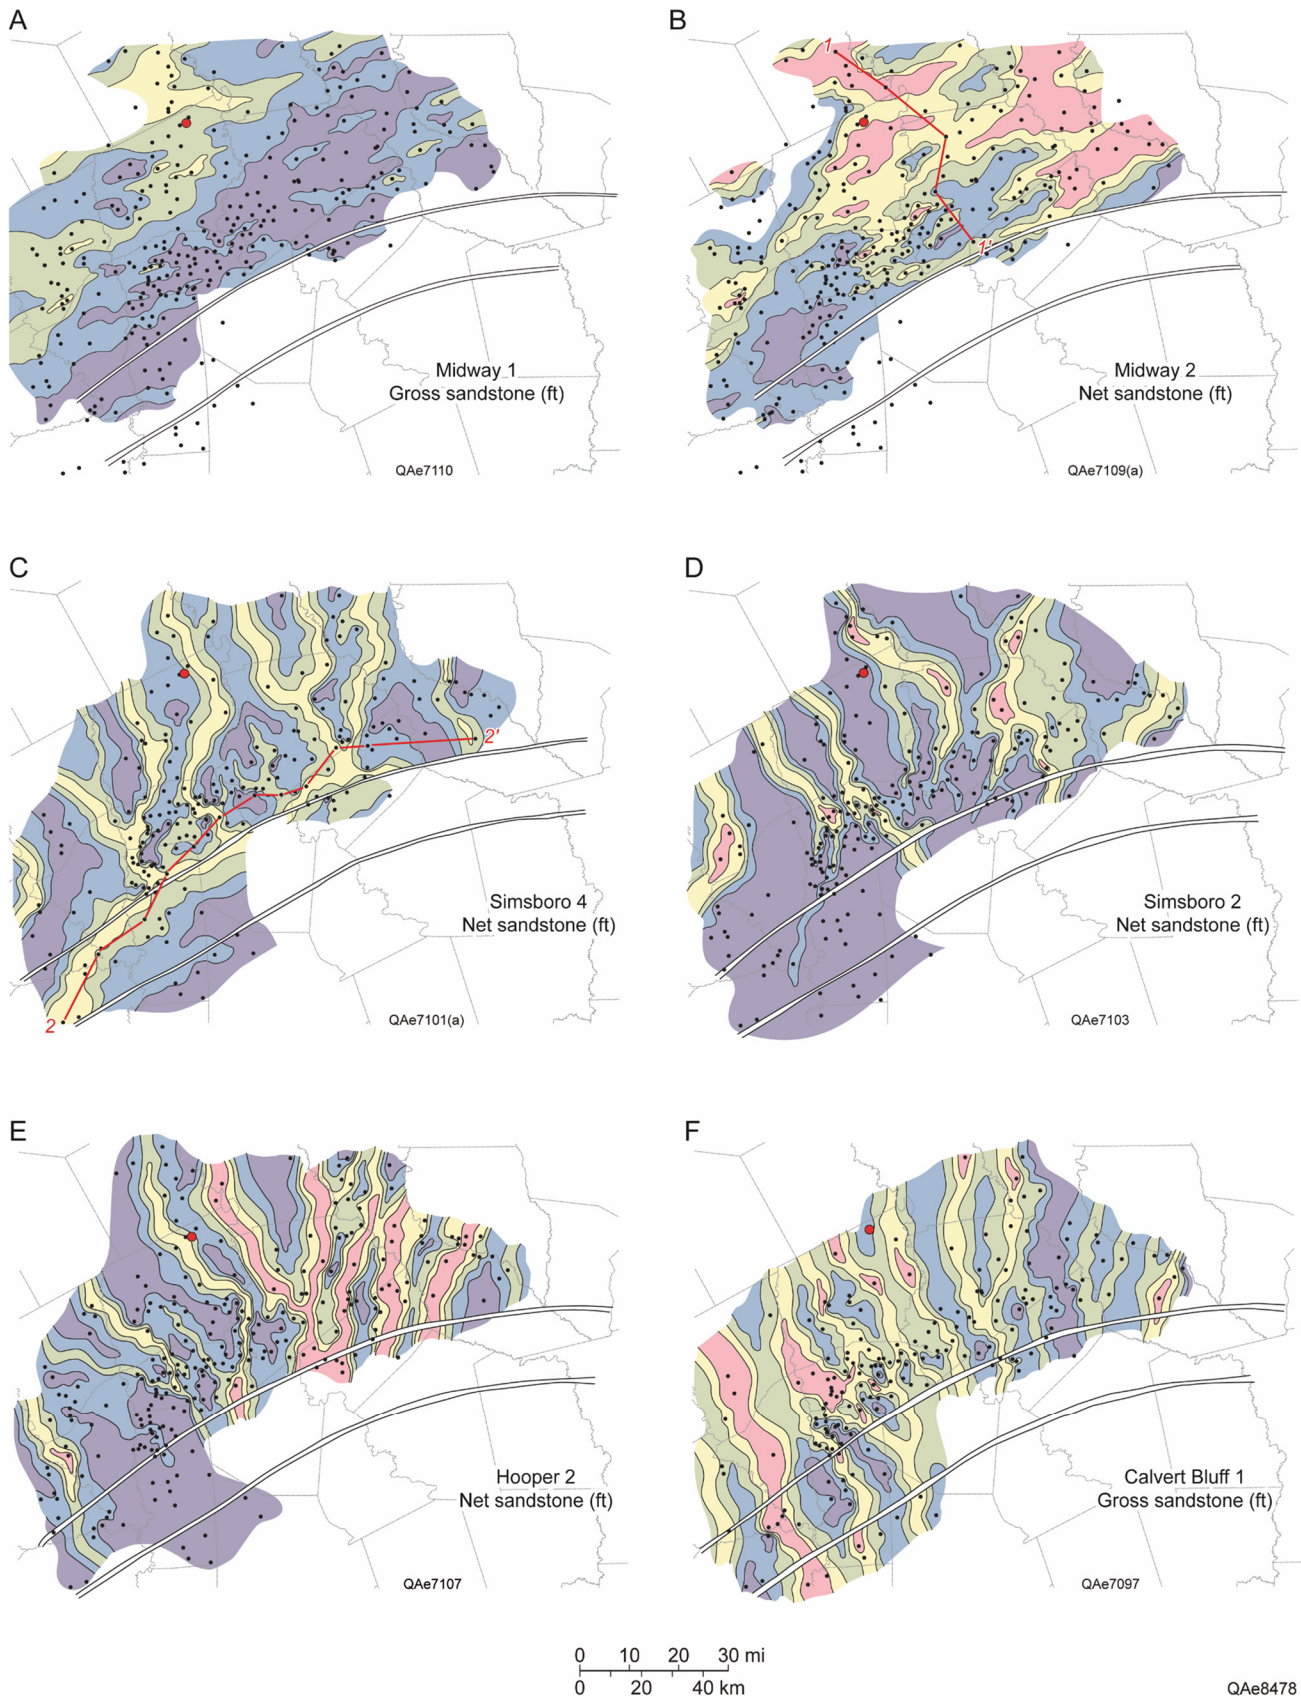 A
B
1
1'
Midway 1
Gross sandstone (ft)
QAe7110
Midway 2
Net sandstone (ft)
QAe7109(a)
C
D
2'
2
Simsboro 4
Net sandstone (ft)
QAe7101(a)
Simsboro 2
Net sandstone (ft)
QAe7103
E
F
Hooper 2
Net sandstone (ft)
QAe7107
Calvert Bluff 1
Gross sandstone (ft)
QAe7097
0 10 20 30 mi
0 20 40 km
QAe8478